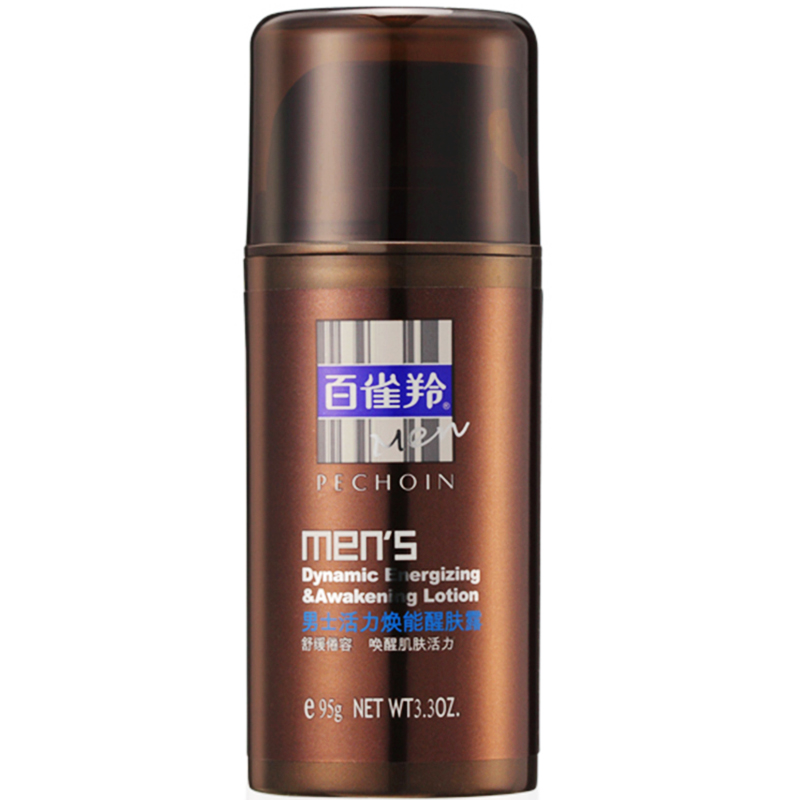 百雀羚®
Men
PECHOIN
men's
Dynamic Energizing
&Awakening Lotion
男士活力焕能醒肤露
舒缓倦容 唤醒肌肤活力
e 95g NET WT3.3OZ.